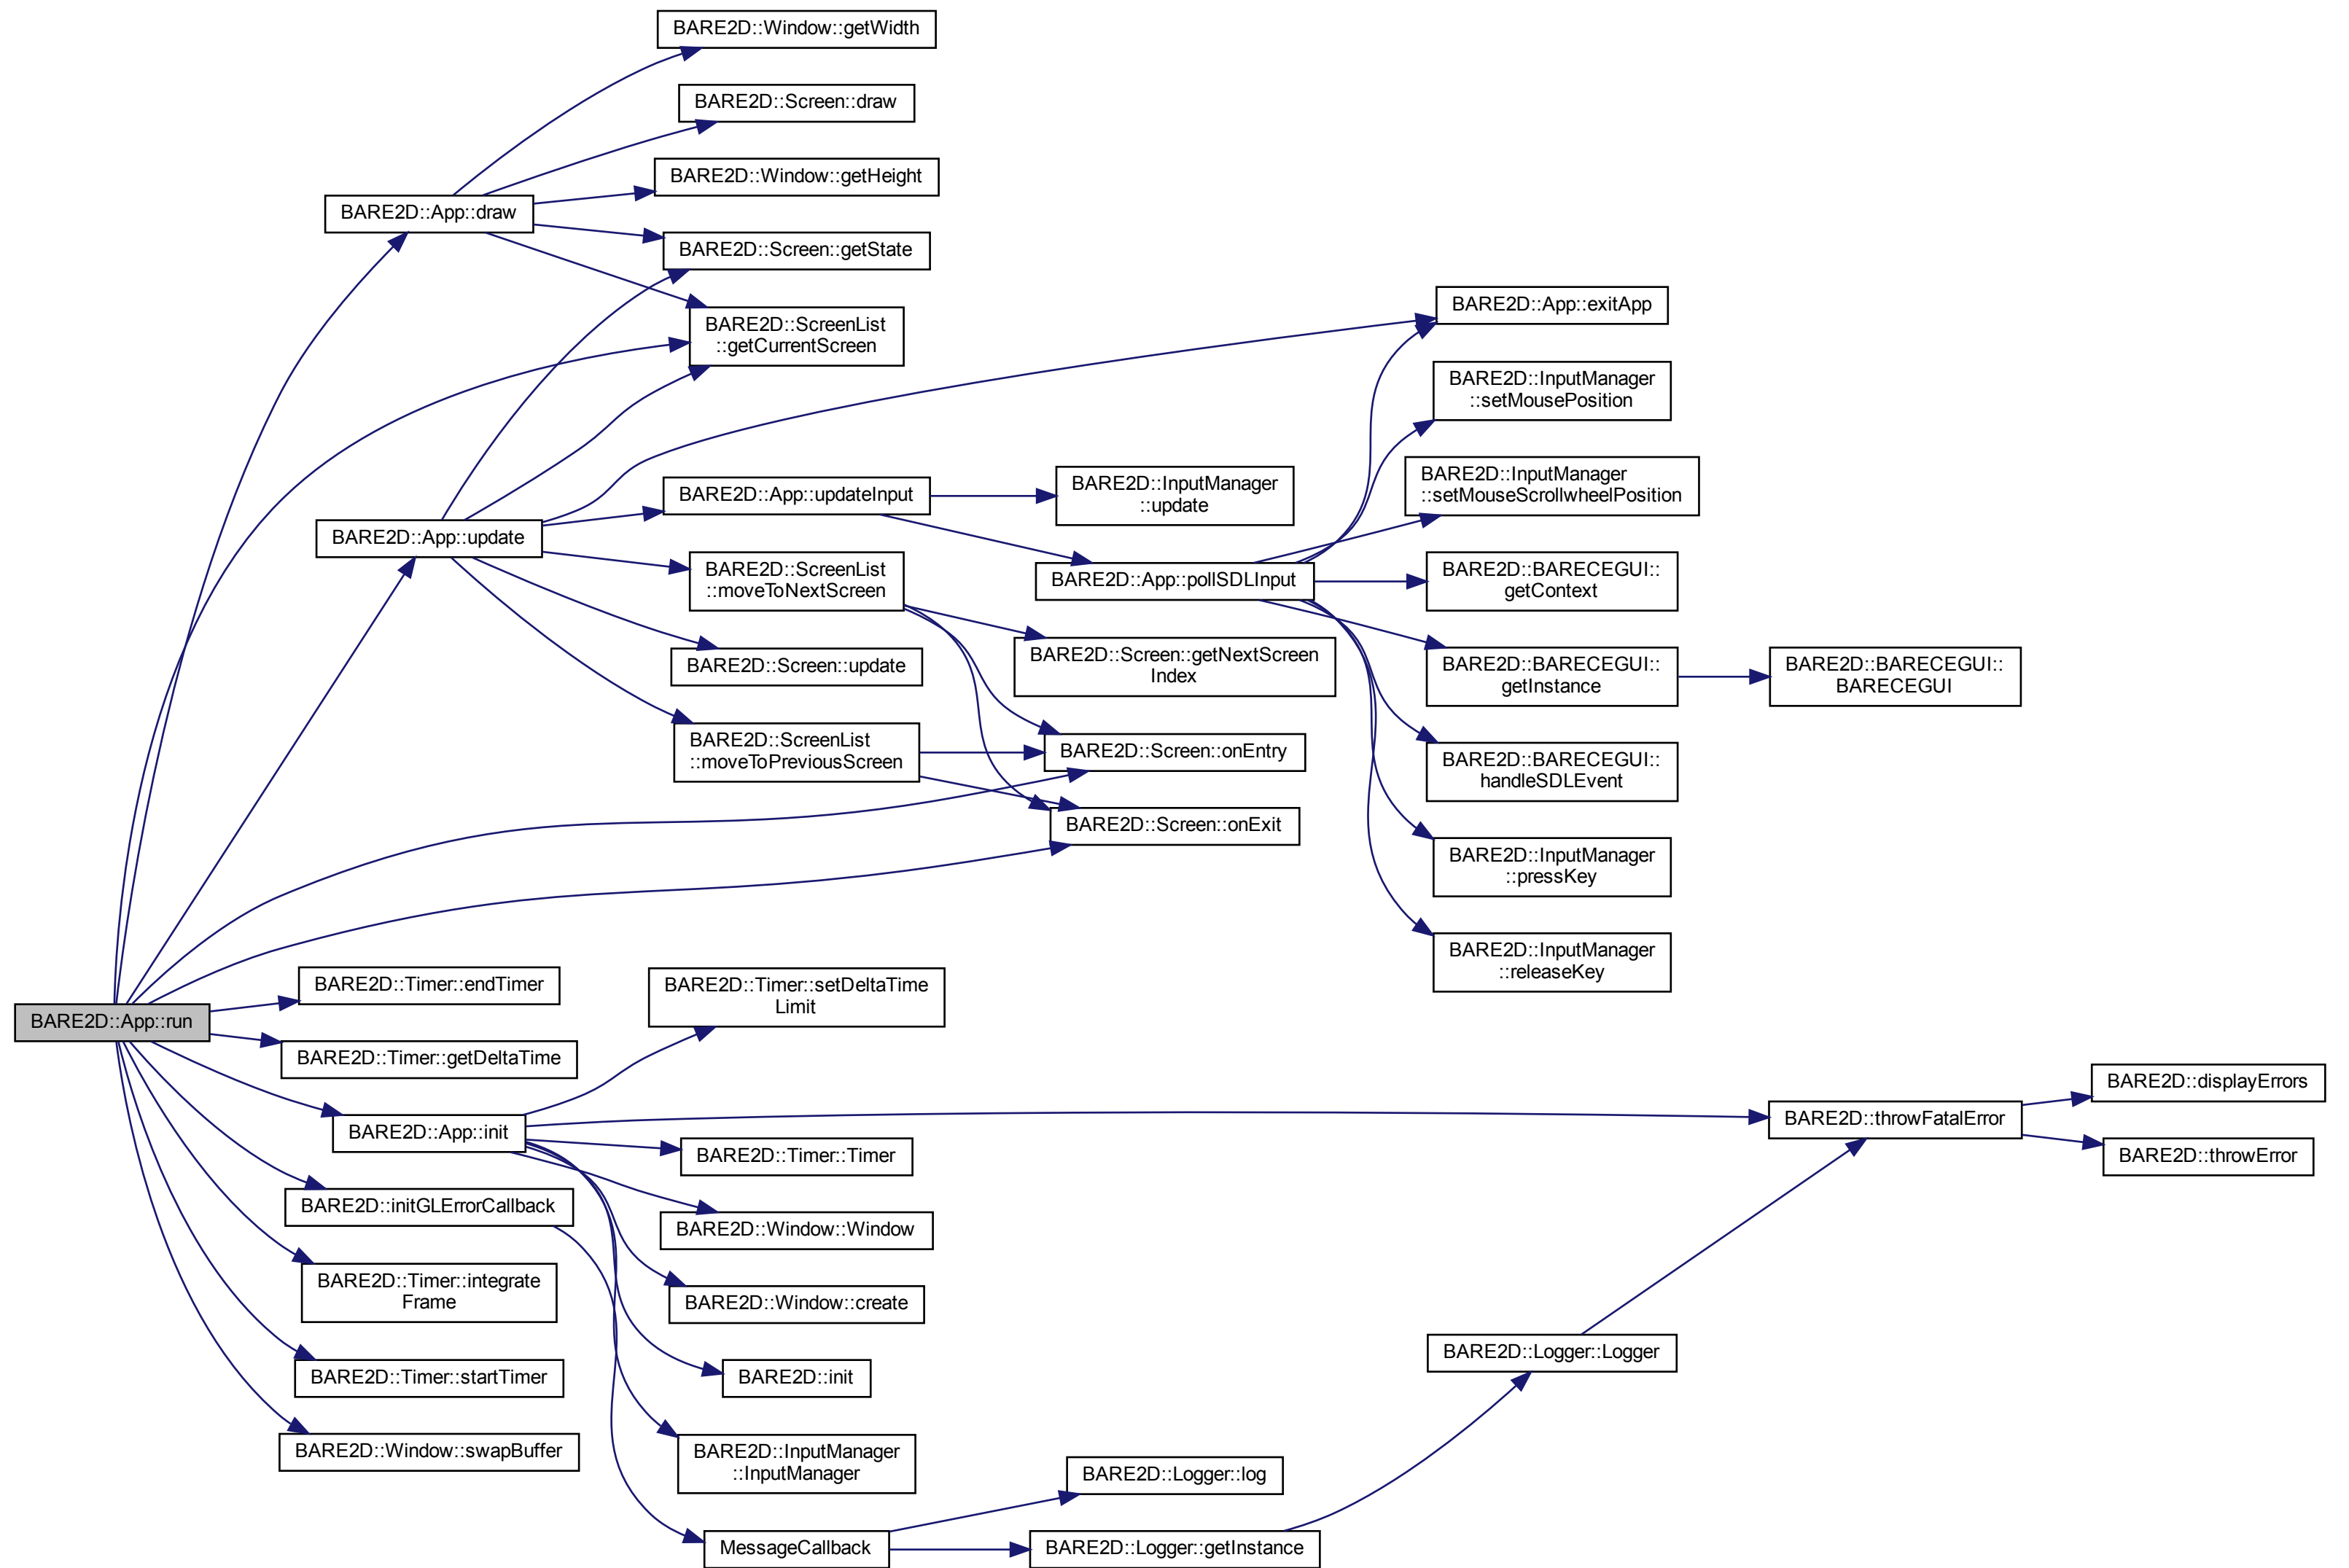 BARE2D::Window::getWidth
BARE2D::Screen::draw
BARE2D::Window::getHeight
BARE2D::App::draw
BARE2D::Screen::getState
BARE2D::App::exitApp
BARE2D::ScreenList
::getCurrentScreen
BARE2D::InputManager
::setMousePosition
BARE2D::InputManager
::setMouseScrollwheelPosition
BARE2D::App::updateInput
BARE2D::InputManager
::update
BARE2D::App::update
BARE2D::ScreenList
::moveToNextScreen
BARE2D::App::pollSDLInput
BARE2D::BARECEGUI::
getContext
BARE2D::Screen::update
BARE2D::Screen::getNextScreen
Index
BARE2D::BARECEGUI::
getInstance
BARE2D::BARECEGUI::
BARECEGUI
BARE2D::ScreenList
::moveToPreviousScreen
BARE2D::Screen::onEntry
BARE2D::BARECEGUI::
handleSDLEvent
BARE2D::Screen::onExit
BARE2D::InputManager
::pressKey
BARE2D::InputManager
::releaseKey
BARE2D::Timer::endTimer
BARE2D::Timer::setDeltaTime
Limit
BARE2D::App::run
BARE2D::Timer::getDeltaTime
BARE2D::displayErrors
BARE2D::App::init
BARE2D::throwFatalError
BARE2D::Timer::Timer
BARE2D::throwError
BARE2D::initGLErrorCallback
BARE2D::Window::Window
BARE2D::Timer::integrate
Frame
BARE2D::Window::create
BARE2D::Logger::Logger
BARE2D::Timer::startTimer
BARE2D::init
BARE2D::Window::swapBuffer
BARE2D::InputManager
::InputManager
BARE2D::Logger::log
MessageCallback
BARE2D::Logger::getInstance